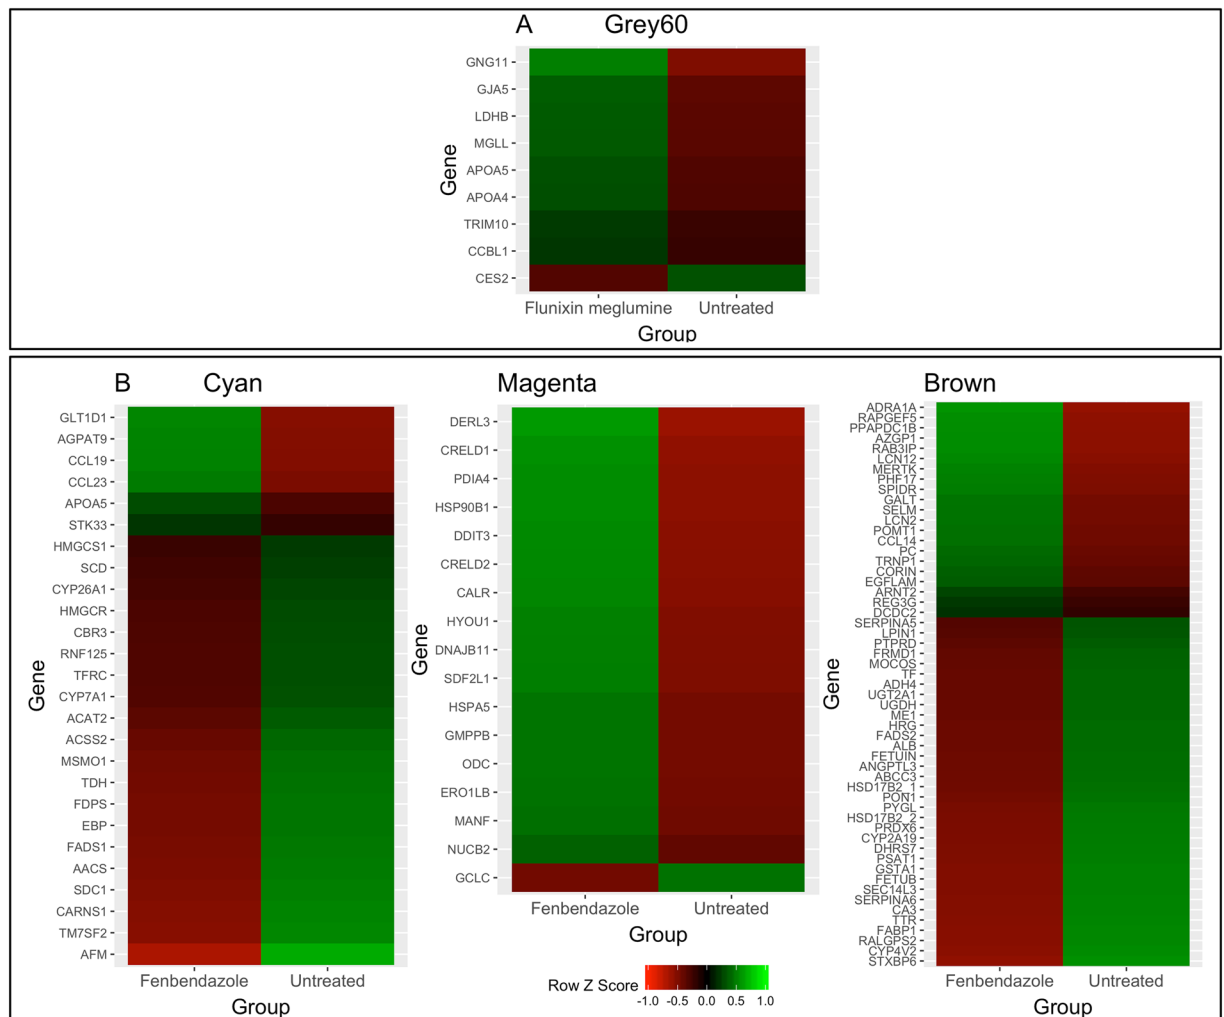 A Grey60
GNG11
GJA5
LDHB
MGLL
APOA5
APOA4
TRIM10
CCBL1
CES2
Gene
Flunixin meglumine Untreated
Group
B Cyan
GLT1D1
AGPAT9
CCL19
CCL23
APOA5
STK33
HMGCS1
SCD
CYP26A1
HMGCR
CBR3
RNF125
TFRC
CYP7A1
ACAT2
ACSS2
MSMO1
TDH
FDPS
EBP
FADS1
AACS
SDC1
CARNS1
TM7SF2
AFM
Gene
Fenbendazole Untreated
Group
Magenta
DERL3
CRELD1
PDIA4
HSP90B1
DDIT3
CRELD2
CALR
HYOU1
DNAJB11
SDF2L1
HSPA5
GMPPB
ODC
ERO1LB
MANF
NUCB2
GCLC
Gene
Fenbendazole Untreated
Group
Row Z Score
-1.0 -0.5 0.0 0.5 1.0
Brown
ADRA1A
RAPGEF5
PPAPDC1B
AZGP1
RAB3IP
LCN12
MERTK
PHF17
SPIDR
GALT
SELM
LCN2
POMT1
CCL14
PC
TRNP1
CORIN
EGFLAM
ARNT2
REG3G
DCDC2
SERPINA5
LPIN1
PTPRD
FRMD1
MOCOS
TF
ADH4
UGT2A1
UGDH
ME1
HRG
FADS2
ALB
FETUIN
ANGPTL3
ABCC3
HSD17B2_1
PON1
PYGL
HSD17B2_2
PRDX6
CYP2A19
DHRS7
PSAT1
GSTA1
FETUB
SEC14L3
SERPINA6
CA3
TTR
FABP1
RALGPS2
CYP4V2
STXBP6
Gene
Fenbendazole Untreated
Group